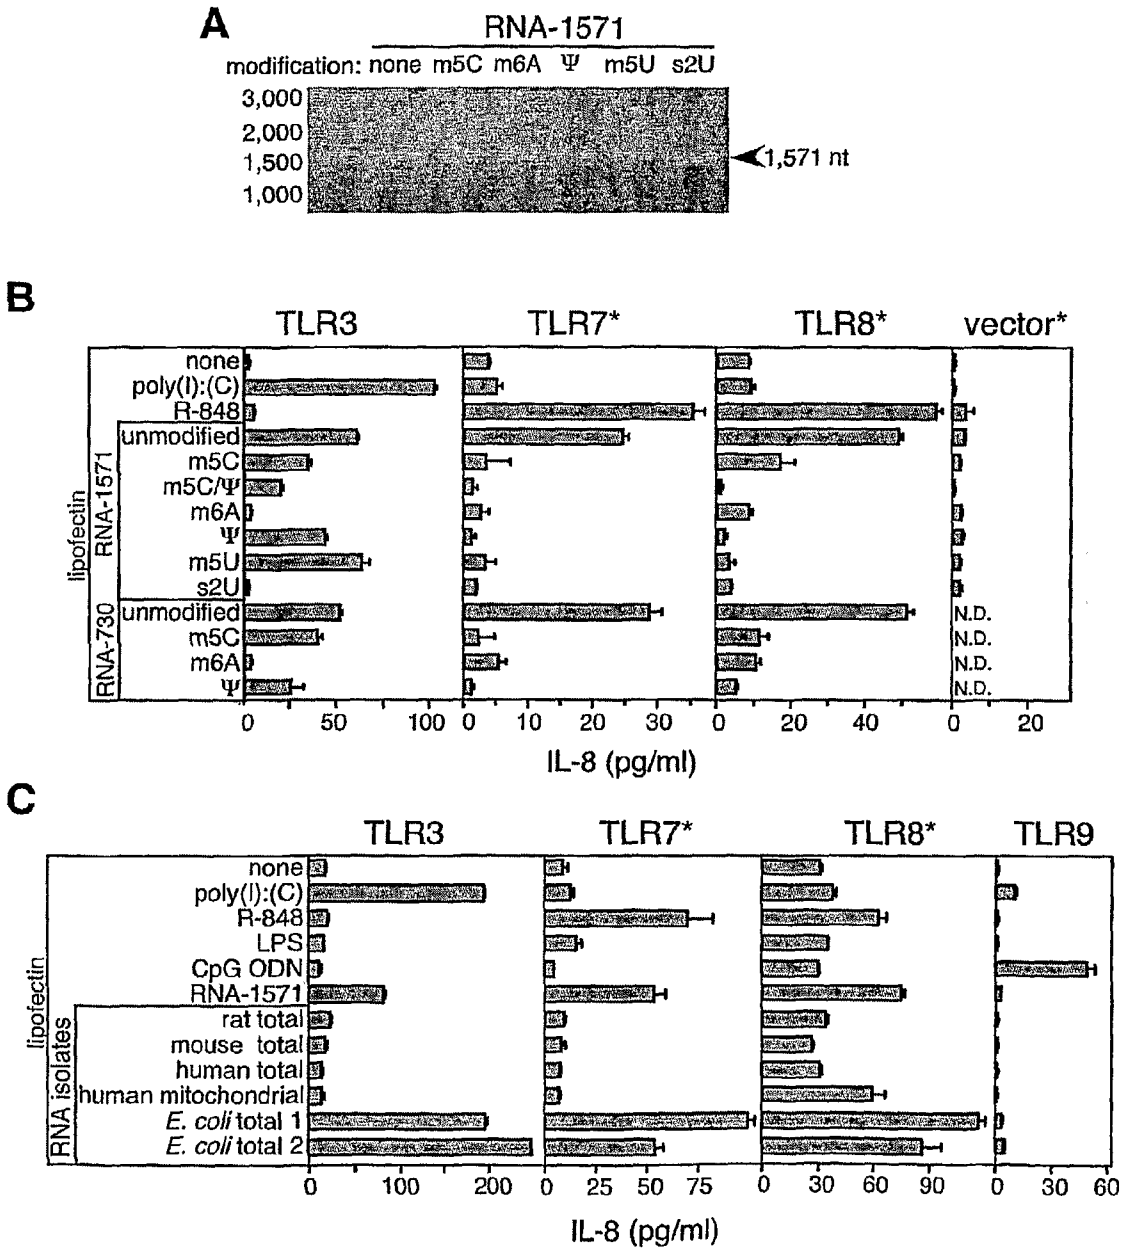 A
RNA-1571
modification: none m5C m6A Ψ m5U s2U
3,000
2,000
1,500
1,000
1,571 nt
B
TLR3 TLR7* TLR8* vector*
lipofectin
none
poly(I):(C)
R-848
RNA-1571
unmodified
m5C
m5C/Ψ
m6A
Ψ
m5U
s2U
RNA-730
unmodified N.D.
m5C N.D.
m6A N.D.
Ψ N.D.
0 50 100 0 10 20 30 0 20 40 0 20
IL-8 (pg/ml)
C
TLR3 TLR7* TLR8* TLR9
lipofectin
none
poly(I):(C)
R-848
LPS
CpG ODN
RNA-1571
RNA isolates
rat total
mouse total
human total
human mitochondrial
E. coli total 1
E. coli total 2
0 100 200 0 25 50 75 0 30 60 90 0 30 60
IL-8 (pg/ml)